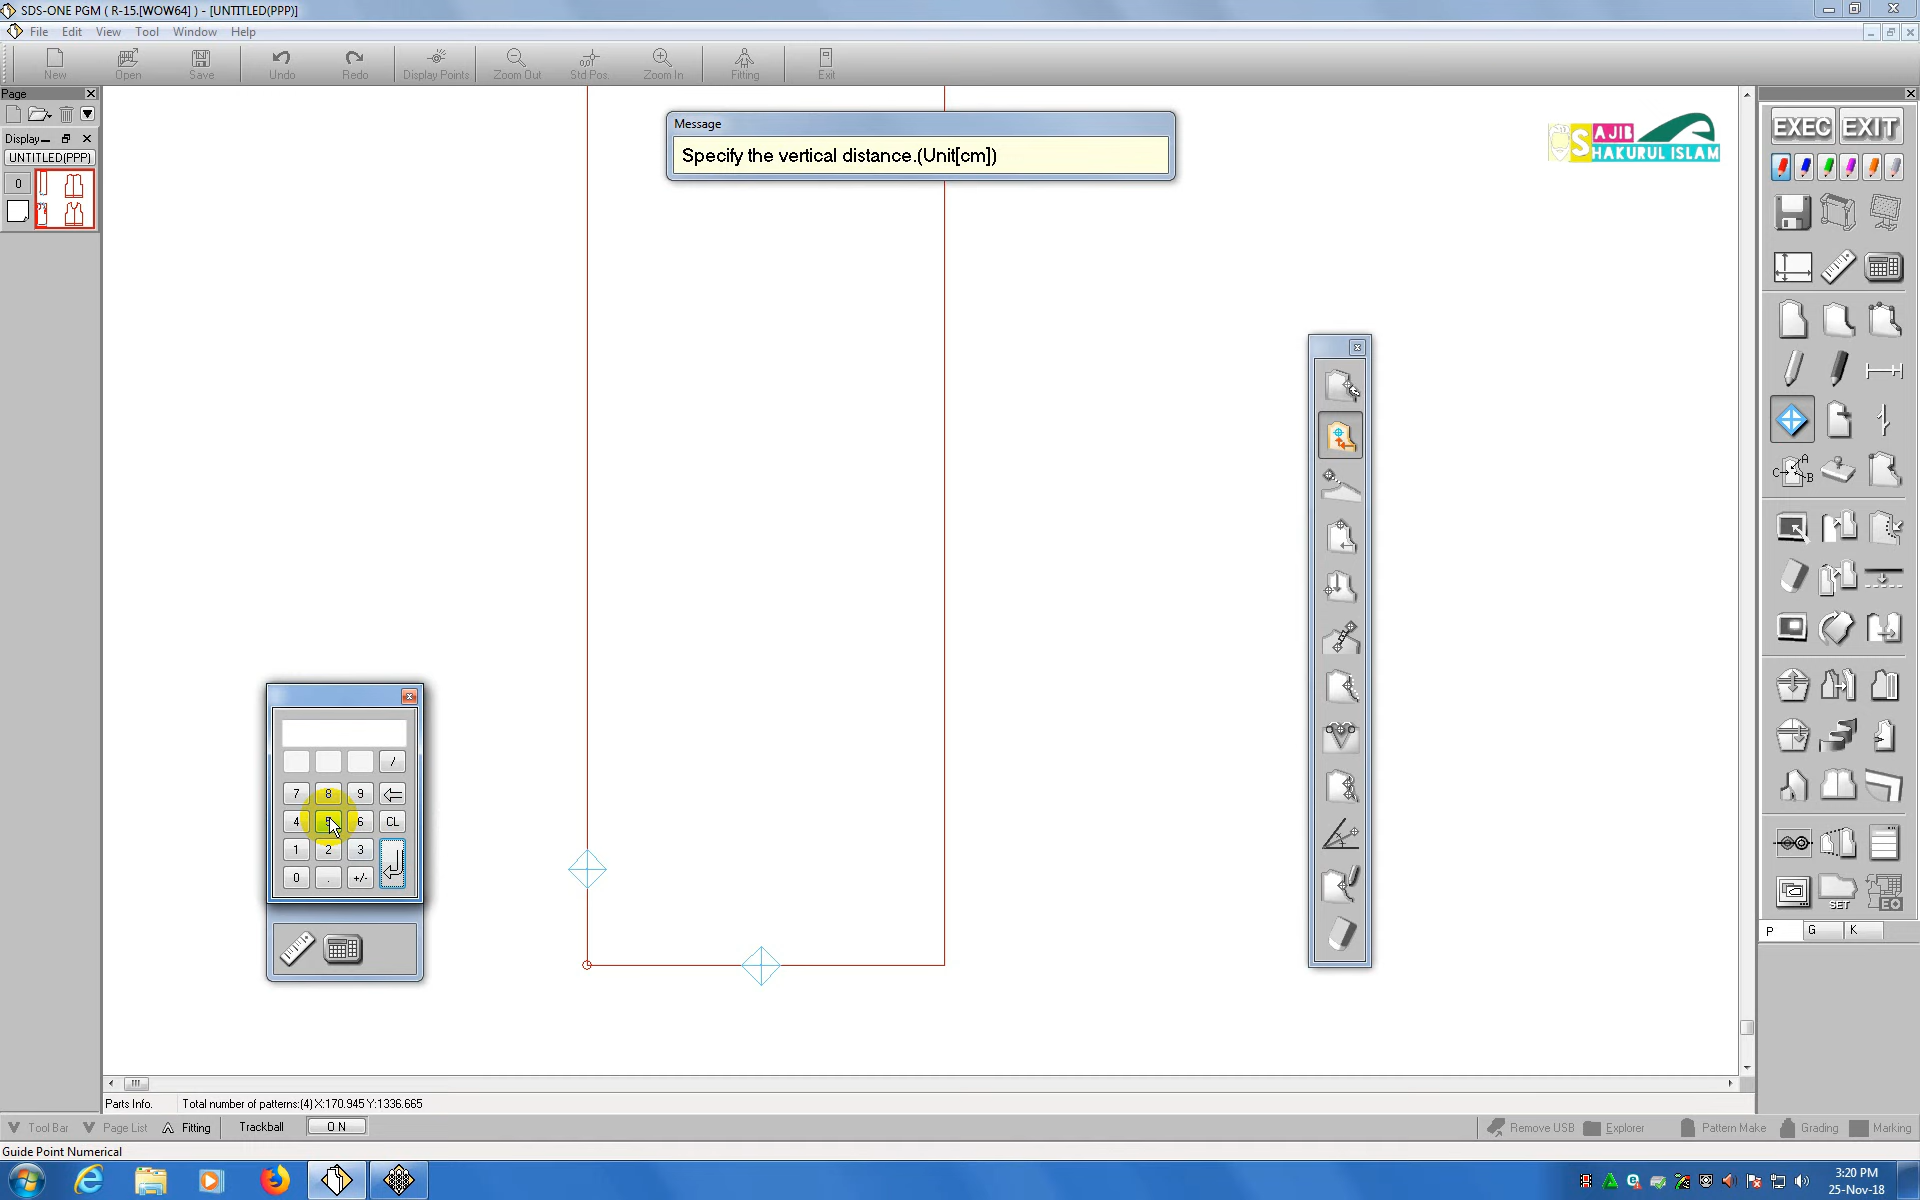 SDS-ONE PGM ( R-15.[WOW64] ) - [UNTITLED(PPP)]
File Edit View Tool Window Help
New Open Save Undo Redo Display Points Zoom Out Std Pos. Zoom In Fitting Exit
Page
Display
UNTITLED(PPP)
0
Message
Specify the vertical distance.(Unit[cm])
S AJIB
HAKURUL ISLAM
EXEC EXIT
A
C
B
SET
EO
P G K
/
7 8 9
4 5 6 CL
1 2 3
0 . +/-
Parts Info. Total number of patterns:(4)X:170.945 Y:1336.665
Tool Bar Page List Fitting Trackball ON Remove USB Explorer Pattern Make Grading Marking
Guide Point Numerical
3:20 PM
25-Nov-18